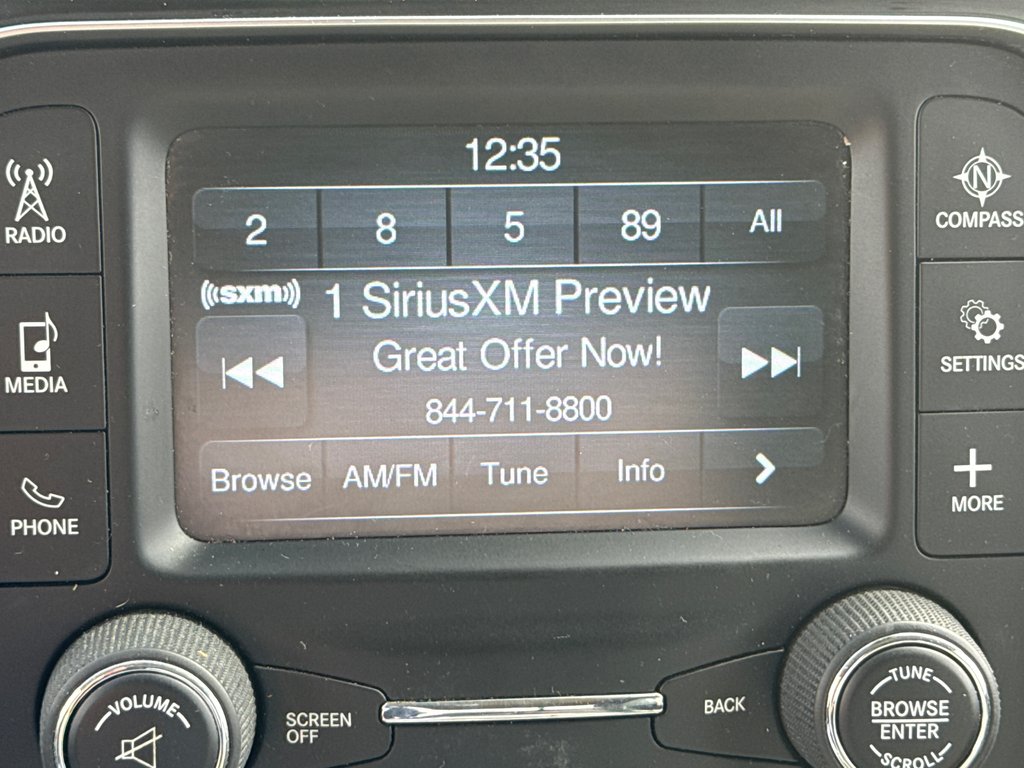 12:35
2 8 5 89 All
sxm 1 SiriusXM Preview
Great Offer Now!
844-711-8800
Browse AM/FM Tune Info
RADIO
MEDIA
PHONE
N
COMPASS
SETTINGS
MORE
VOLUME
SCREEN
OFF
BACK
TUNE
BROWSE
ENTER
SCROLL